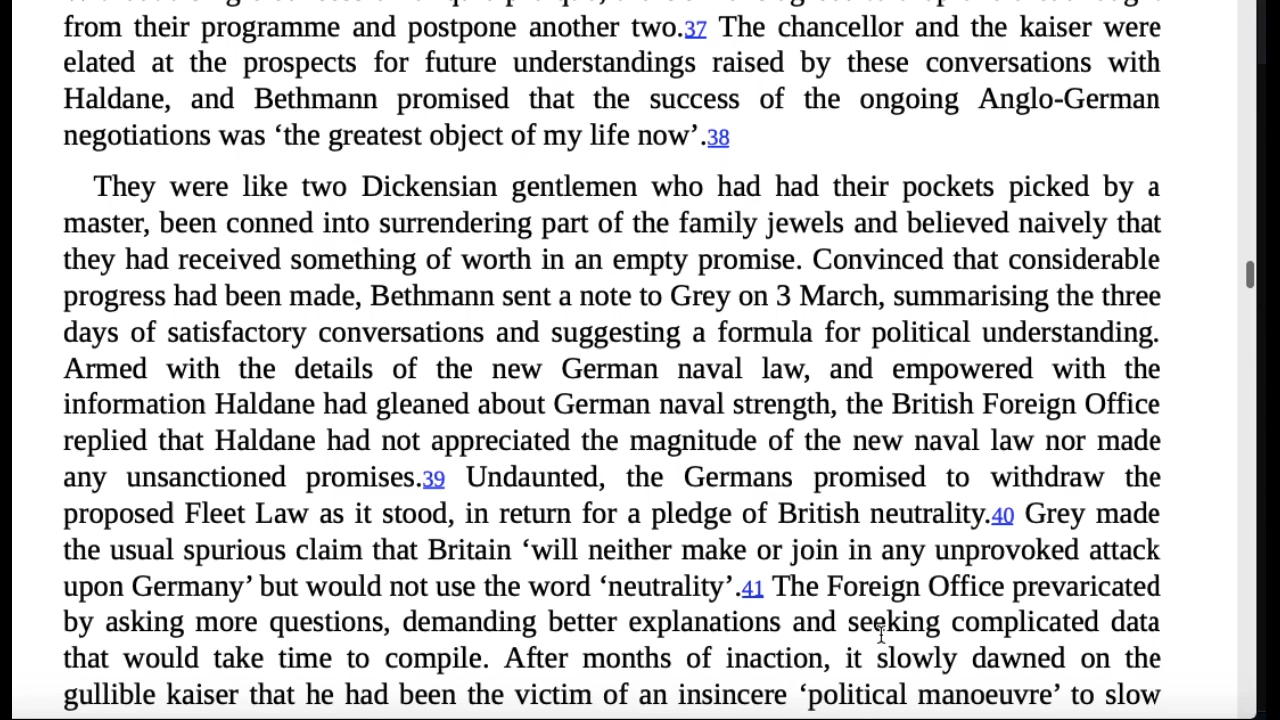 from their programme and postpone another two.37 The chancellor and the kaiser were
elated at the prospects for future understandings raised by these conversations with
Haldane, and Bethmann promised that the success of the ongoing Anglo-German
negotiations was ‘the greatest object of my life now’.38
They were like two Dickensian gentlemen who had had their pockets picked by a
master, been conned into surrendering part of the family jewels and believed naively that
they had received something of worth in an empty promise. Convinced that considerable
progress had been made, Bethmann sent a note to Grey on 3 March, summarising the three
days of satisfactory conversations and suggesting a formula for political understanding.
Armed with the details of the new German naval law, and empowered with the
information Haldane had gleaned about German naval strength, the British Foreign Office
replied that Haldane had not appreciated the magnitude of the new naval law nor made
any unsanctioned promises.39 Undaunted, the Germans promised to withdraw the
proposed Fleet Law as it stood, in return for a pledge of British neutrality.40 Grey made
the usual spurious claim that Britain ‘will neither make or join in any unprovoked attack
upon Germany’ but would not use the word ‘neutrality’.41 The Foreign Office prevaricated
by asking more questions, demanding better explanations and seeking complicated data
that would take time to compile. After months of inaction, it slowly dawned on the
gullible kaiser that he had been the victim of an insincere ‘political manoeuvre’ to slow